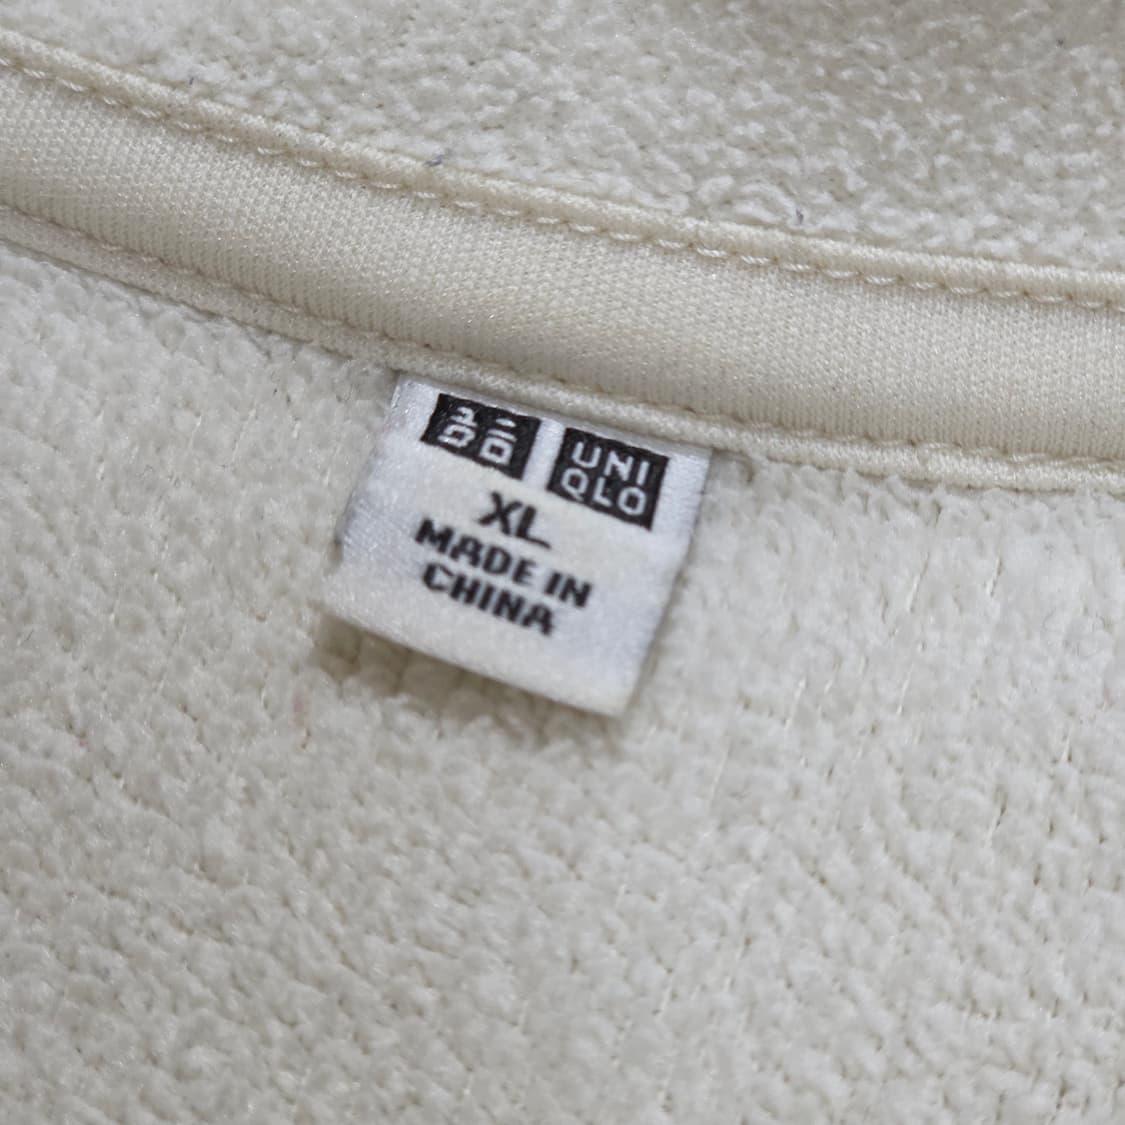 ユニ UNI
クロ QLO
XL
MADE IN
CHINA